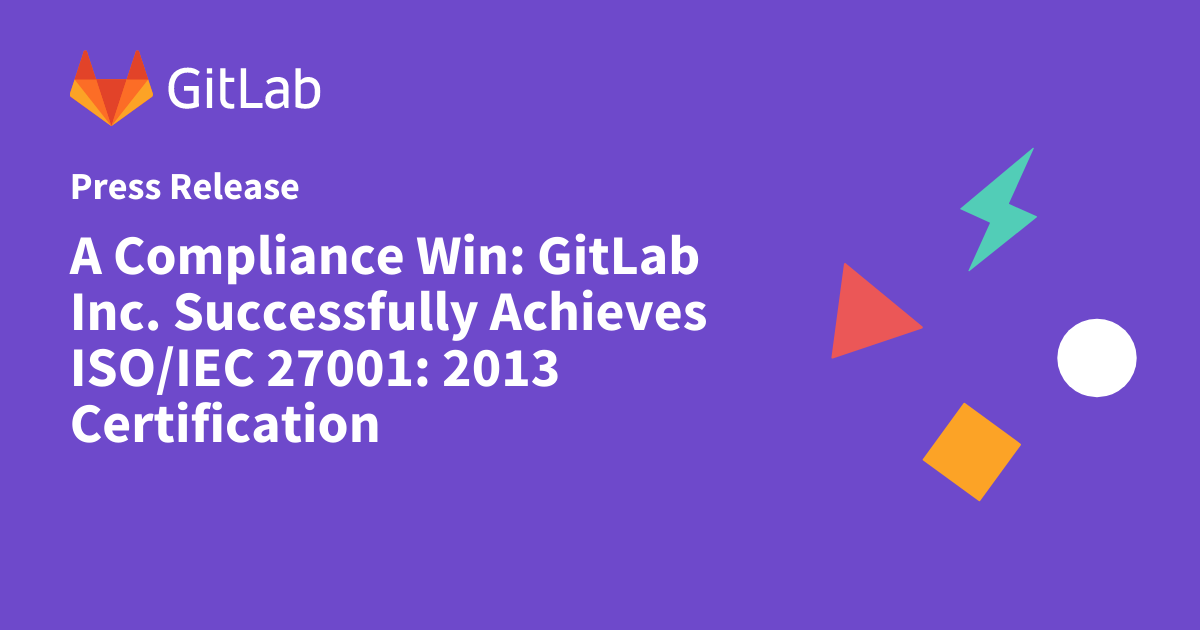 GitLab
Press Release
A Compliance Win: GitLab
Inc. Successfully Achieves
ISO/IEC 27001: 2013
Certification